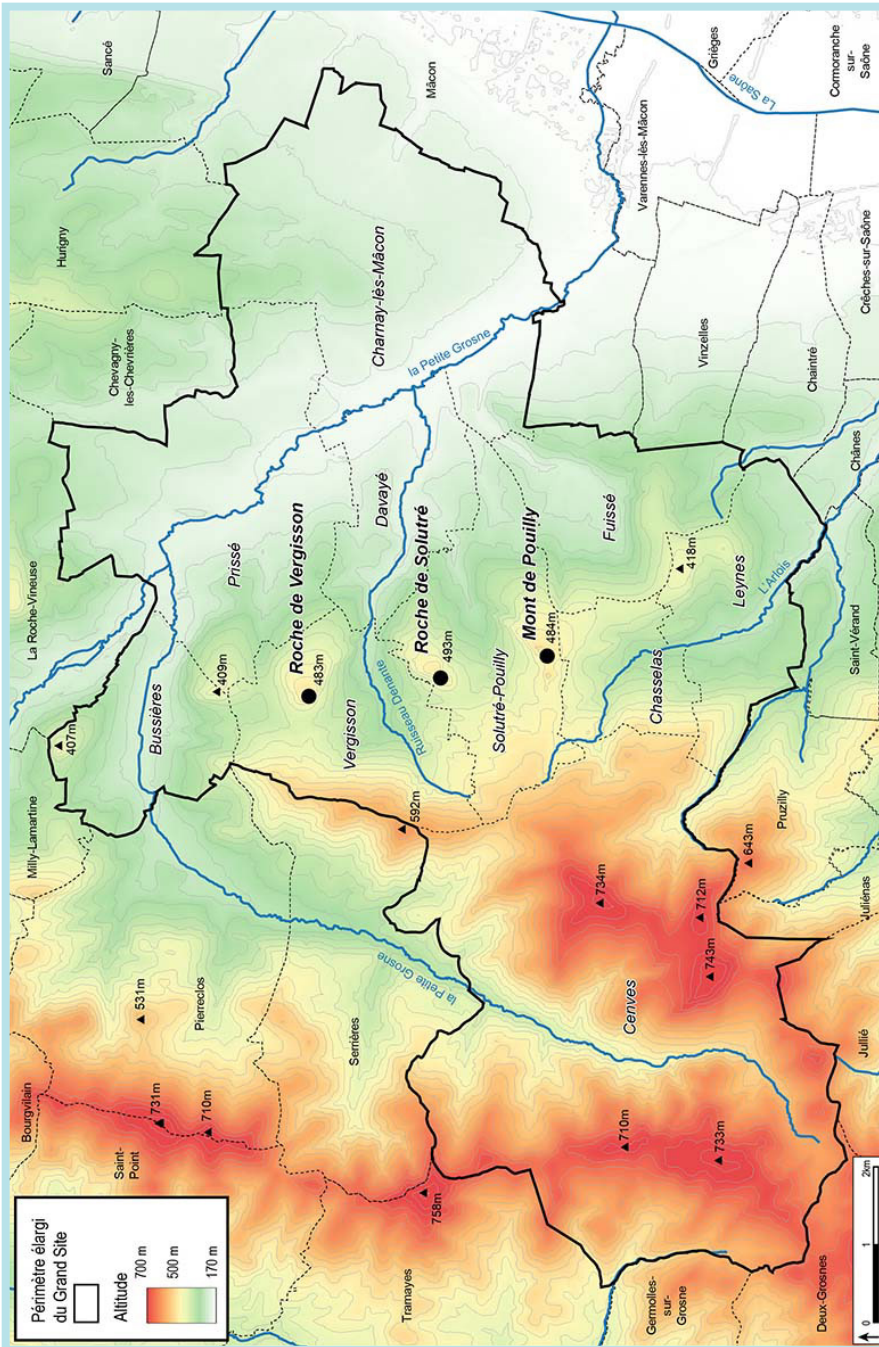 Périmètre élargi
du Grand Site
Altitude
700 m
500 m
170 m
Bourgvilain
Saint-
Point
731m
710m
531m
Pierreclos
Milly-Lamartine
407m
La Roche-Vineuse
Chevagny-
les-Chevrières
Hurigny
Sancé
Bussières
409m
Prissé
Charnay-lès-Mâcon
Mâcon
Tramayes
758m
Serrières
la Petite Grosne
592m
Vergisson
Roche de Vergisson
483m
Ruisseau Denante
Davayé
la Petite Grosne
Roche de Solutré
493m
Solutré-Pouilly
Mont de Pouilly
484m
Fuissé
Varennes-lès-Mâcon
La Saône
Grièges
Cormoranche
sur-
Saône
Germolles-
sur-
Grosne
710m
733m
Cenves
734m
712m
743m
643m
Chasselas
418m
Leynes
L'Arlois
Vinzelles
Chaintré
Crèches-sur-Saône
Deux-Grosnes
Jullié
Juliénas
Pruzilly
Saint-Vérand
Chânes
0
1
2km